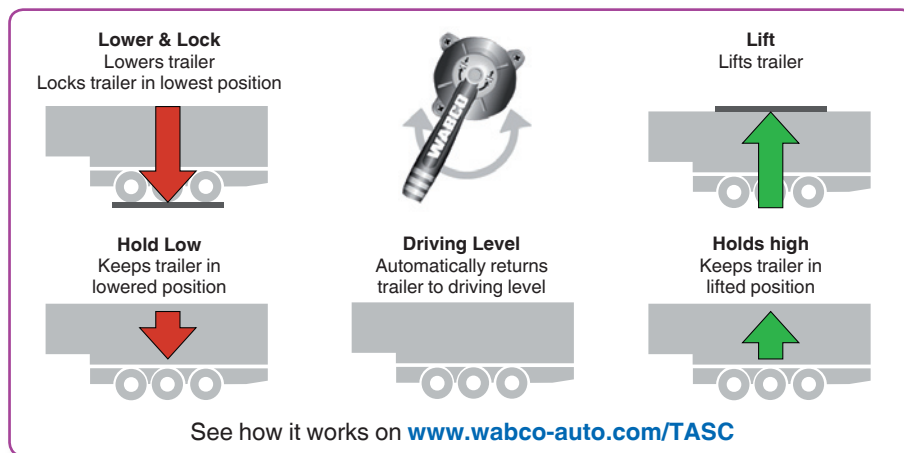 Lower & Lock
Lowers trailer
Locks trailer in lowest position
WABCO
Lift
Lifts trailer
Hold Low
Keeps trailer in
lowered position
Driving Level
Automatically returns
trailer to driving level
Holds high
Keeps trailer in
lifted position
See how it works on www.wabco-auto.com/TASC